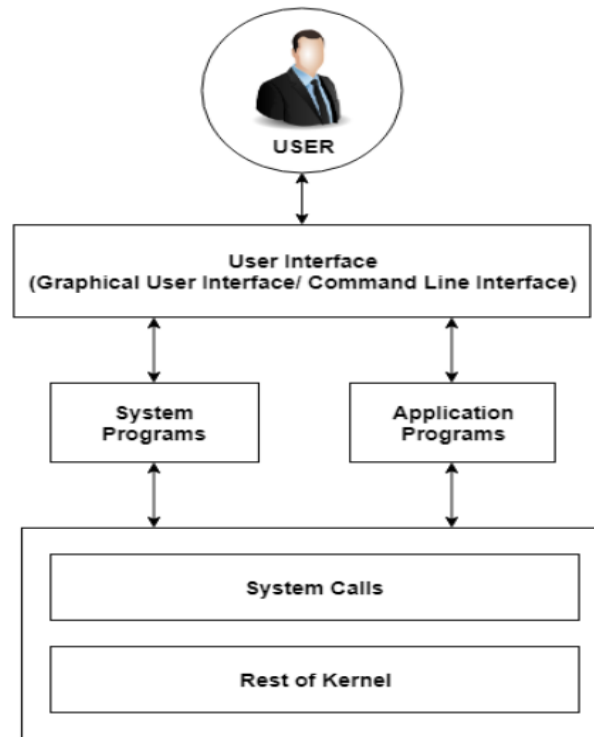 USER
User Interface
(Graphical User Interface/ Command Line Interface)
System
Programs
Application
Programs
System Calls
Rest of Kernel